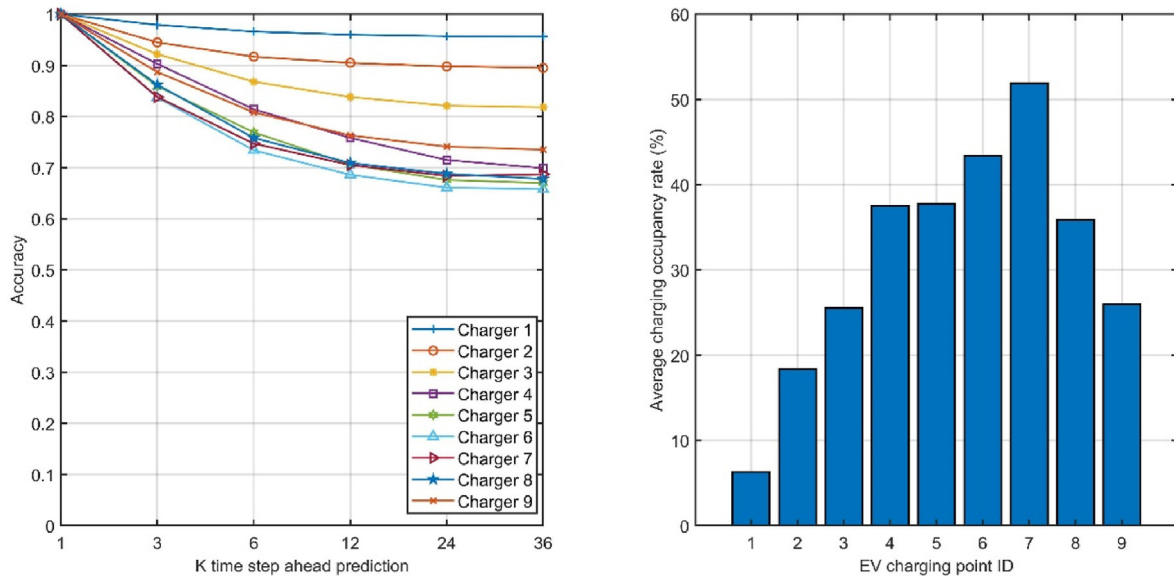 1
0.9
0.8
0.7
0.6
0.5
0.4
0.3
0.2
0.1
0
Accuracy
1 3 6 12 24 36
K time step ahead prediction
Charger 1
Charger 2
Charger 3
Charger 4
Charger 5
Charger 6
Charger 7
Charger 8
Charger 9
60
50
40
30
20
10
0
Average charging occupancy rate (%)
1 2 3 4 5 6 7 8 9
EV charging point ID